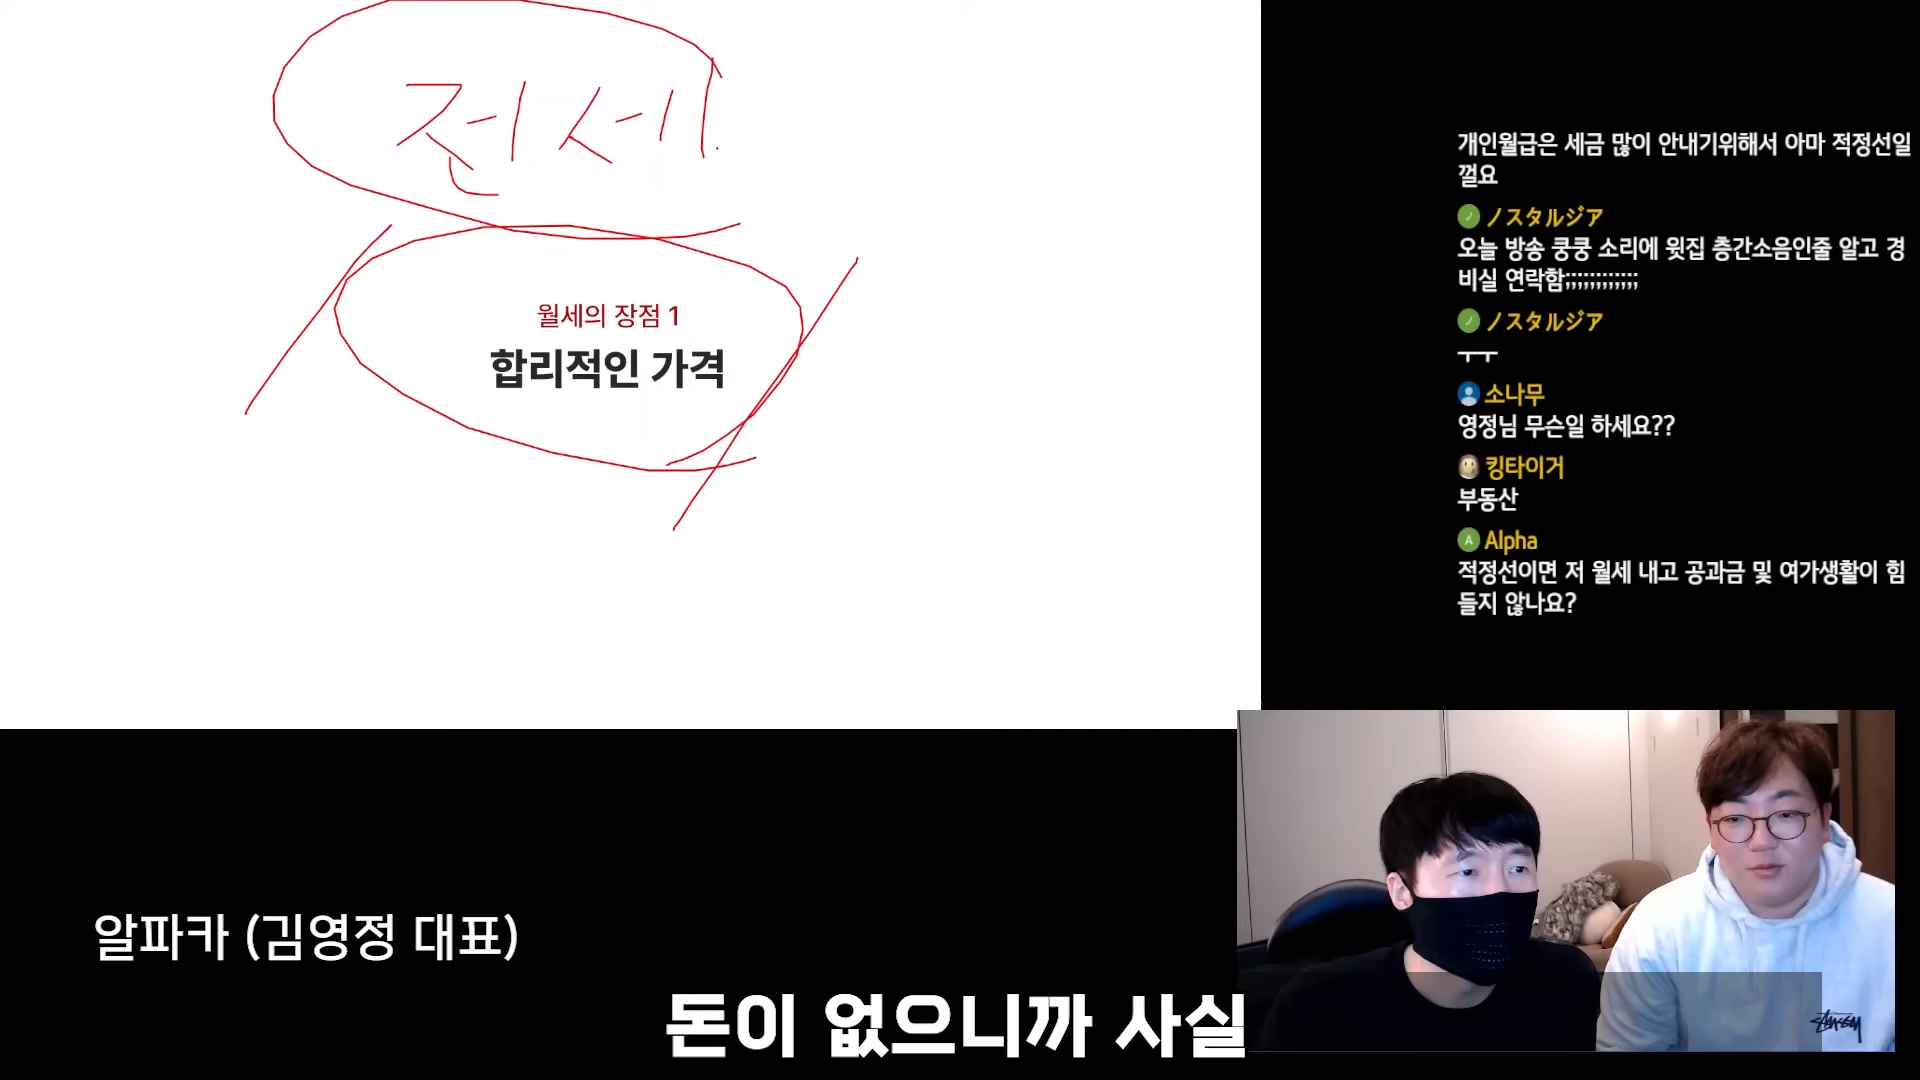 전세
월세의 장점 1
합리적인 가격
개인월급은 세금 많이 안내기위해서 아마 적정선일
껄요
ノスタルジア
오늘 방송 쿵쿵 소리에 윗집 층간소음인줄 알고 경
비실 연락함;;;;;;;;;;;;
ノスタルジア
ㅜㅜ
소나무
영정님 무슨일 하세요??
킹타이거
부동산
A Alpha
적정선이면 저 월세 내고 공과금 및 여가생활이 힘
들지 않나요?
알파카 (김영정 대표)
돈이 없으니까 사실